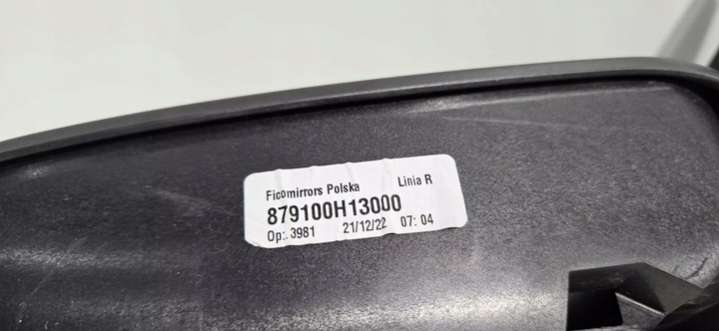 Ficomirrors Polska Linia R
879100H13000
Op:. 3981 21/12/22 07:04